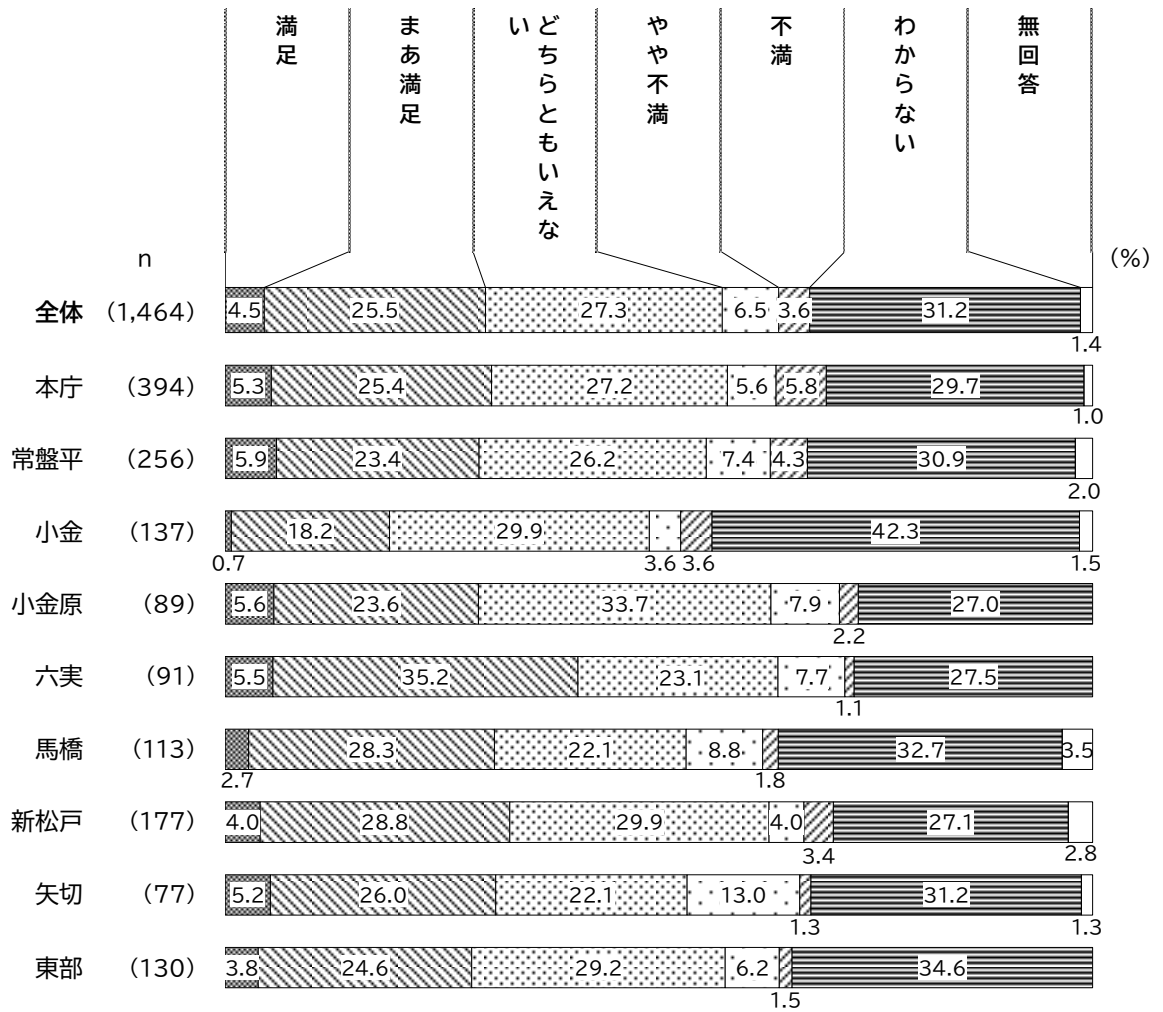 満足
まあ満足
どちらともいえな
い
やや不満
不満
わからない
無回答
n
(%)
全体 (1,464) 4.5 25.5 27.3 6.5 3.6 31.2 1.4
本庁 (394) 5.3 25.4 27.2 5.6 5.8 29.7 1.0
常盤平 (256) 5.9 23.4 26.2 7.4 4.3 30.9 2.0
小金 (137) 0.7 18.2 29.9 3.6 3.6 42.3 1.5
小金原 (89) 5.6 23.6 33.7 7.9 2.2 27.0
六実 (91) 5.5 35.2 23.1 7.7 1.1 27.5
馬橋 (113) 2.7 28.3 22.1 8.8 1.8 32.7 3.5
新松戸 (177) 4.0 28.8 29.9 4.0 3.4 27.1 2.8
矢切 (77) 5.2 26.0 22.1 13.0 1.3 31.2 1.3
東部 (130) 3.8 24.6 29.2 6.2 1.5 34.6